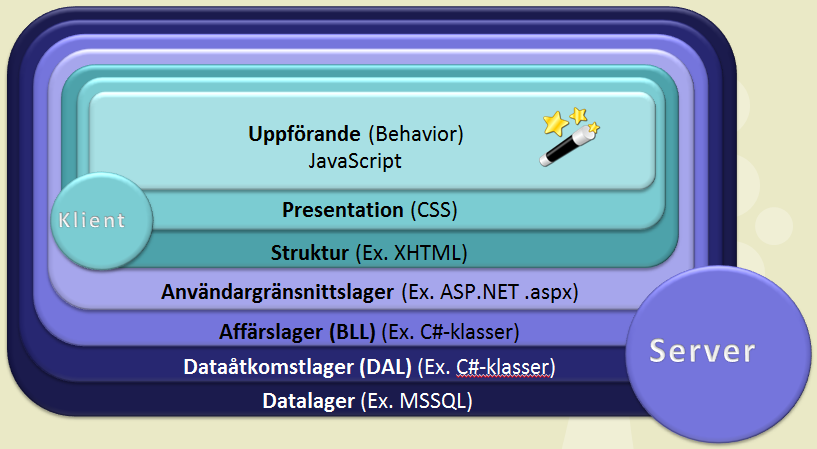 Uppförande (Behavior)
JavaScript
Presentation (CSS)
Klient
Struktur (Ex. XHTML)
Användargränsnittslager (Ex. ASP.NET .aspx)
Affärslager (BLL) (Ex. C#-klasser)
Server
Dataåtkomstlager (DAL) (Ex. C#-klasser)
Datalager (Ex. MSSQL)